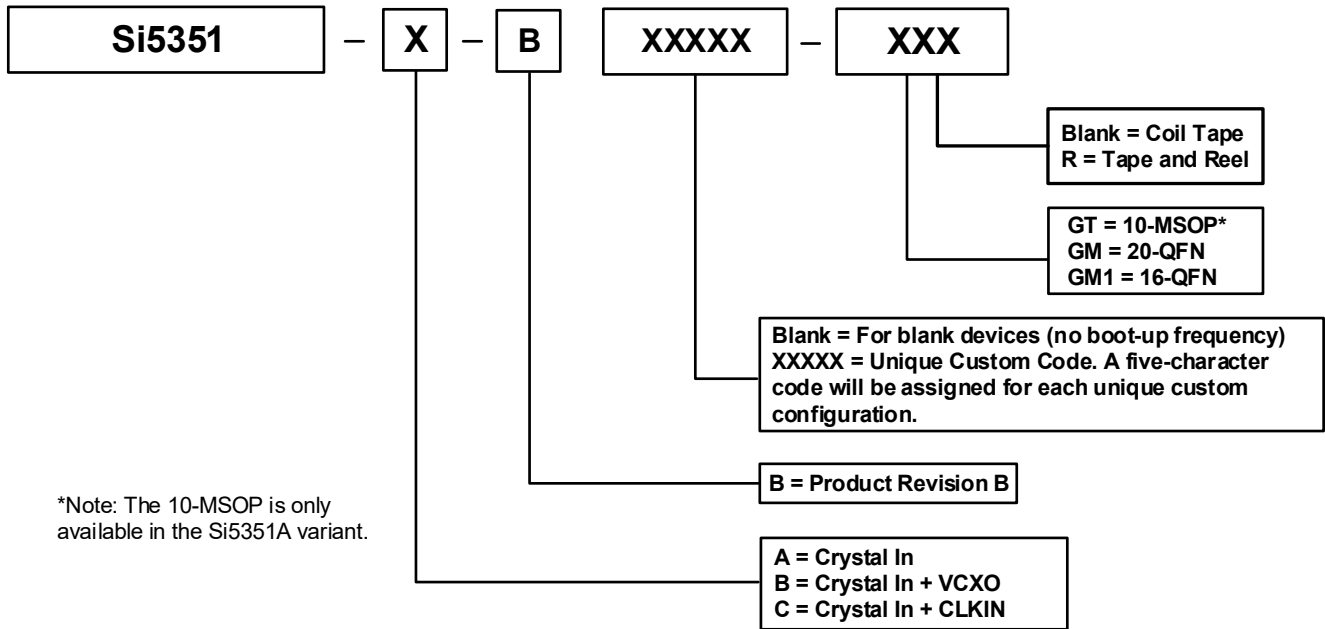 Si5351 – X – B XXXXX – XXX
Blank = Coil Tape
R = Tape and Reel
GT = 10-MSOP*
GM = 20-QFN
GM1 = 16-QFN
Blank = For blank devices (no boot-up frequency)
XXXXX = Unique Custom Code. A five-character
code will be assigned for each unique custom
configuration.
B = Product Revision B
*Note: The 10-MSOP is only
available in the Si5351A variant.
A = Crystal In
B = Crystal In + VCXO
C = Crystal In + CLKIN